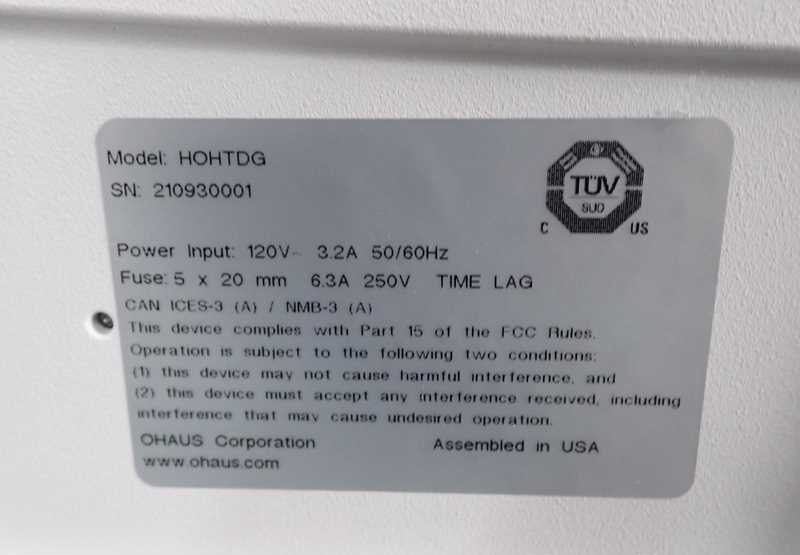 Model: HOHTDG
SN: 210930001
TÜV
SUD
C US
Power Input: 120V~ 3.2A 50/60Hz
Fuse: 5 x 20 mm 6.3A 250V TIME LAG
CAN ICES-3 (A) / NMB-3 (A)
This device complies with Part 15 of the FCC Rules.
Operation is subject to the following two conditions:
(1) this device may not cause harmful interference, and
(2) this device must accept any interference received, including
interference that may cause undesired operation.
OHAUS Corporation Assembled in USA
www.ohaus.com